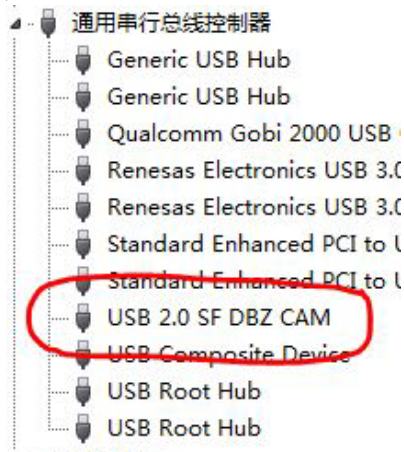 通用串行总线控制器
Generic USB Hub
Generic USB Hub
Qualcomm Gobi 2000 USB
Renesas Electronics USB 3.0
Renesas Electronics USB 3.0
Standard Enhanced PCI to U
Standard Enhanced PCI to U
USB 2.0 SF DBZ CAM
USB Composite Device
USB Root Hub
USB Root Hub